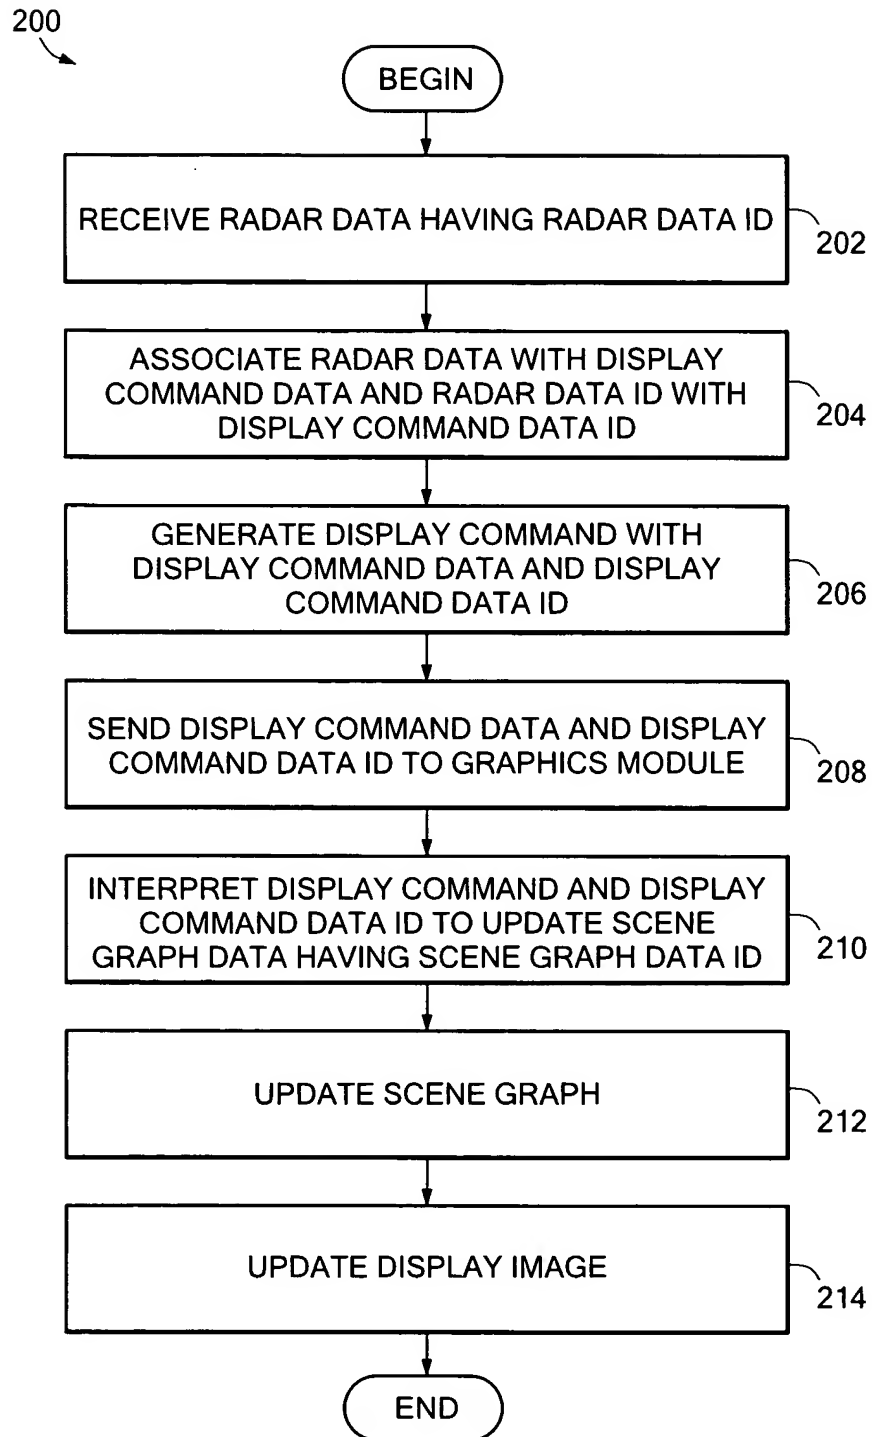 200
BEGIN
RECEIVE RADAR DATA HAVING RADAR DATA ID
202
ASSOCIATE RADAR DATA WITH DISPLAY
COMMAND DATA AND RADAR DATA ID WITH
DISPLAY COMMAND DATA ID
204
GENERATE DISPLAY COMMAND WITH
DISPLAY COMMAND DATA AND DISPLAY
COMMAND DATA ID
206
SEND DISPLAY COMMAND DATA AND DISPLAY
COMMAND DATA ID TO GRAPHICS MODULE
208
INTERPRET DISPLAY COMMAND AND DISPLAY
COMMAND DATA ID TO UPDATE SCENE
GRAPH DATA HAVING SCENE GRAPH DATA ID
210
UPDATE SCENE GRAPH
212
UPDATE DISPLAY IMAGE
214
END